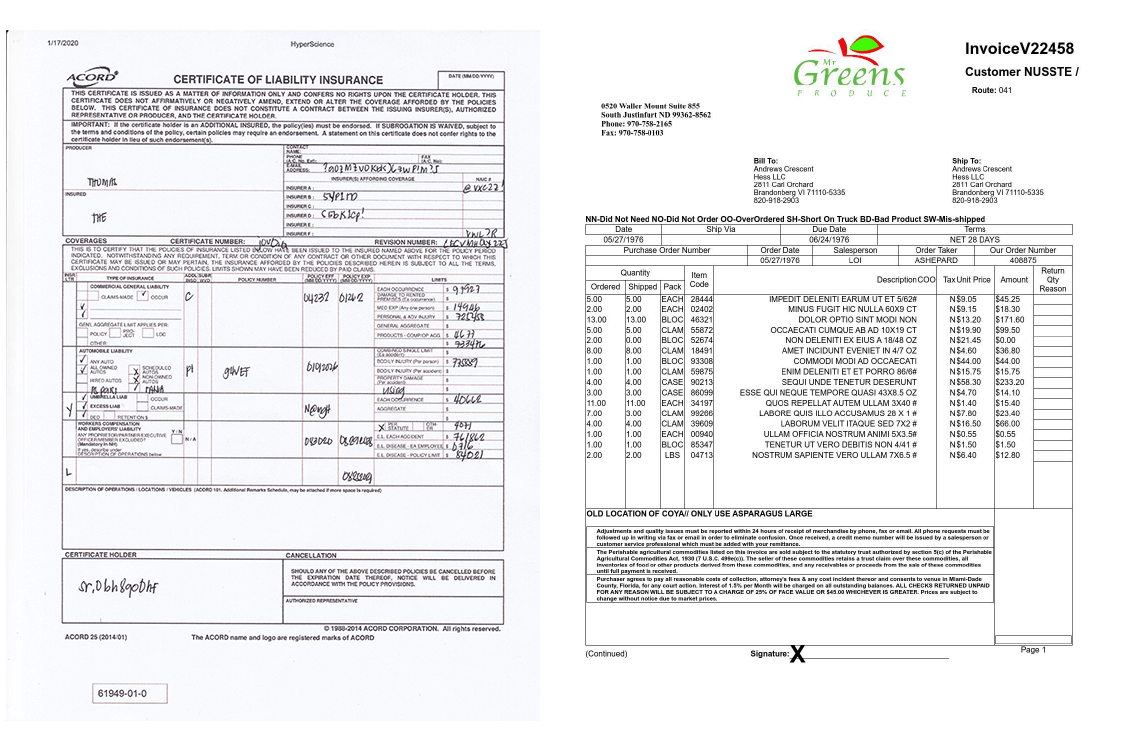 1/17/2020
HyperScience
ACORD
CERTIFICATE OF LIABILITY INSURANCE
DATE (MM/DD/YYYY)
THIS CERTIFICATE IS ISSUED AS A MATTER OF INFORMATION ONLY AND CONFERS NO RIGHTS UPON THE CERTIFICATE HOLDER. THIS
CERTIFICATE DOES NOT AFFIRMATIVELY OR NEGATIVELY AMEND, EXTEND OR ALTER THE COVERAGE AFFORDED BY THE POLICIES
BELOW. THIS CERTIFICATE OF INSURANCE DOES NOT CONSTITUTE A CONTRACT BETWEEN THE ISSUING INSURER(S), AUTHORIZED
REPRESENTATIVE OR PRODUCER, AND THE CERTIFICATE HOLDER.
IMPORTANT: If the certificate holder is an ADDITIONAL INSURED, the policy(ies) must be endorsed. If SUBROGATION IS WAIVED, subject to
the terms and conditions of the policy, certain policies may require an endorsement. A statement on this certificate does not confer rights to the
certificate holder in lieu of such endorsement(s).
PRODUCER
CONTACT NAME:
PHONE (A/C, No, Ext):
FAX (A/C, No):
E-MAIL ADDRESS:
INSURER(S) AFFORDING COVERAGE
NAIC #
THOMAS
INSURER A :
INSURED
INSURER B :
INSURER C :
THE
INSURER D :
INSURER E :
INSURER F :
COVERAGES
CERTIFICATE NUMBER:
REVISION NUMBER:
THIS IS TO CERTIFY THAT THE POLICIES OF INSURANCE LISTED BELOW HAVE BEEN ISSUED TO THE INSURED NAMED ABOVE FOR THE POLICY PERIOD
INDICATED. NOTWITHSTANDING ANY REQUIREMENT, TERM OR CONDITION OF ANY CONTRACT OR OTHER DOCUMENT WITH RESPECT TO WHICH THIS
CERTIFICATE MAY BE ISSUED OR MAY PERTAIN, THE INSURANCE AFFORDED BY THE POLICIES DESCRIBED HEREIN IS SUBJECT TO ALL THE TERMS,
EXCLUSIONS AND CONDITIONS OF SUCH POLICIES. LIMITS SHOWN MAY HAVE BEEN REDUCED BY PAID CLAIMS.
INSR LTR
TYPE OF INSURANCE
ADDL INSD
SUBR WVD
POLICY NUMBER
POLICY EFF (MM/DD/YYYY)
POLICY EXP (MM/DD/YYYY)
LIMITS
COMMERCIAL GENERAL LIABILITY
CLAIMS-MADE
OCCUR
GEN'L AGGREGATE LIMIT APPLIES PER:
POLICY
PRO-JECT
LOC
OTHER:
EACH OCCURRENCE $
DAMAGE TO RENTED PREMISES (Ea occurrence) $
MED EXP (Any one person) $
PERSONAL & ADV INJURY $
GENERAL AGGREGATE $
PRODUCTS - COMP/OP AGG $
AUTOMOBILE LIABILITY
ANY AUTO
ALL OWNED AUTOS
SCHEDULED AUTOS
HIRED AUTOS
NON-OWNED AUTOS
COMBINED SINGLE LIMIT (Ea accident) $
BODILY INJURY (Per person) $
BODILY INJURY (Per accident) $
PROPERTY DAMAGE (Per accident) $
UMBRELLA LIAB
OCCUR
EXCESS LIAB
CLAIMS-MADE
DED
RETENTION $
EACH OCCURRENCE $ 40662
AGGREGATE $
WORKERS COMPENSATION
AND EMPLOYERS' LIABILITY
Y / N
ANY PROPRIETOR/PARTNER/EXECUTIVE
OFFICER/MEMBER EXCLUDED?
(Mandatory in NH)
If yes, describe under
DESCRIPTION OF OPERATIONS below
N / A
X PER STATUTE
OTH-ER
E.L. EACH ACCIDENT $
E.L. DISEASE - EA EMPLOYEE $
E.L. DISEASE - POLICY LIMIT $
L
DESCRIPTION OF OPERATIONS / LOCATIONS / VEHICLES (ACORD 101, Additional Remarks Schedule, may be attached if more space is required)
CERTIFICATE HOLDER
CANCELLATION
SHOULD ANY OF THE ABOVE DESCRIBED POLICIES BE CANCELLED BEFORE
THE EXPIRATION DATE THEREOF, NOTICE WILL BE DELIVERED IN
ACCORDANCE WITH THE POLICY PROVISIONS.
AUTHORIZED REPRESENTATIVE
© 1988-2014 ACORD CORPORATION. All rights reserved.
ACORD 25 (2014/01)
The ACORD name and logo are registered marks of ACORD
61949-01-0
Mr Greens
PRODUCE
InvoiceV22458
Customer NUSSTE /
Route: 041
0520 Waller Mount Suite 855
South Justinfurt ND 99362-8562
Phone: 970-758-2165
Fax: 970-758-0103
Bill To:
Andrews Crescent
Hess LLC
2811 Carl Orchard
Brandonberg VI 71110-5335
820-918-2903
Ship To:
Andrews Crescent
Hess LLC
2811 Carl Orchard
Brandonberg VI 71110-5335
820-918-2903
NN-Did Not Need NO-Did Not Order OO-OverOrdered SH-Short On Truck BD-Bad Product SW-Mis-shipped
Date Ship Via Due Date Terms
05/27/1976 06/24/1976 NET 28 DAYS
Purchase Order Number Order Date Salesperson Order Taker Our Order Number
05/27/1976 LOI ASHEPARD 408875
Quantity Item Code Description COO Tax Unit Price Amount Return Qty Reason
Ordered Shipped Pack
5.00 5.00 EACH 28444 IMPEDIT DELENITI EARUM UT ET 5/62# N $9.05 $45.25
2.00 2.00 EACH 02402 MINUS FUGIT HIC NULLA 60X9 CT N $9.15 $18.30
13.00 13.00 BLOC 46321 DOLOR OPTIO SINT MODI NON N $13.20 $171.60
5.00 5.00 CLAM 55872 OCCAECATI CUMQUE AB AD 10X19 CT N $19.90 $99.50
2.00 0.00 BLOC 52674 NON DELENITI EX EIUS A 18/48 OZ N $21.45 $0.00
8.00 8.00 CLAM 18491 AMET INCIDUNT EVENIET IN 4/7 OZ N $4.60 $36.80
1.00 1.00 BLOC 93308 COMMODI MODI AD OCCAECATI N $44.00 $44.00
1.00 1.00 CLAM 59875 ENIM DELENITI ET ET PORRO 86/6# N $15.75 $15.75
4.00 4.00 CASE 90213 SEQUI UNDE TENETUR DESERUNT N $58.30 $233.20
3.00 3.00 CASE 86099 ESSE QUI NEQUE TEMPORE QUASI 43X8.5 OZ N $4.70 $14.10
11.00 11.00 EACH 34197 QUOS REPELLAT AUTEM ULLAM 3X40 # N $1.40 $15.40
7.00 3.00 CLAM 99266 LABORE QUIS ILLO ACCUSAMUS 28 X 1 # N $7.80 $23.40
4.00 4.00 CLAM 39609 LABORUM VELIT ITAQUE SED 7X2 # N $16.50 $66.00
1.00 1.00 EACH 00940 ULLAM OFFICIA NOSTRUM ANIMI 5X3.5# N $0.55 $0.55
1.00 1.00 BLOC 85347 TENETUR UT VERO DEBITIS NON 4/41 # N $1.50 $1.50
2.00 2.00 LBS 04713 NOSTRUM SAPIENTE VERO ULLAM 7X6.5 # N $6.40 $12.80
OLD LOCATION OF COYA// ONLY USE ASPARAGUS LARGE
Adjustments and quality issues must be reported within 24 hours of receipt of merchandises by phone, fax or email. All phone requests must be
followed up in writing via fax or email in order to eliminate confusion. Once received, a credit memo number will be issued by a salesperson or
customer service professional which must be added with your remittance.
The Perishable agricultural commodities listed on this invoice are sold subject to the statutory trust authorized by section 5(c) of the Perishable
Agricultural Commodities Act, 1930 (7 U.S.C. 499e(c)). The seller of these commodities retains a trust claim over these commodities, all
inventories of food or other products derived from these commodities, and any receivables or proceeds from the sale of these commodities
until full payment is received.
Purchaser agrees to pay all reasonable costs of collection, attorney's fees & any cost incident thereon and consents to venue in Miami-Dade
County, Florida, for any court action. Interest of 1.5% per Month will be charged on all outstanding balances. ALL CHECKS RETURNED UNPAID
FOR ANY REASON WILL BE SUBJECT TO A CHARGE OF 25% OF FACE VALUE OR $45.00 WHICHEVER IS GREATER. Prices are subject to
change without notice due to market prices.
(Continued)
Signature: X
Page 1